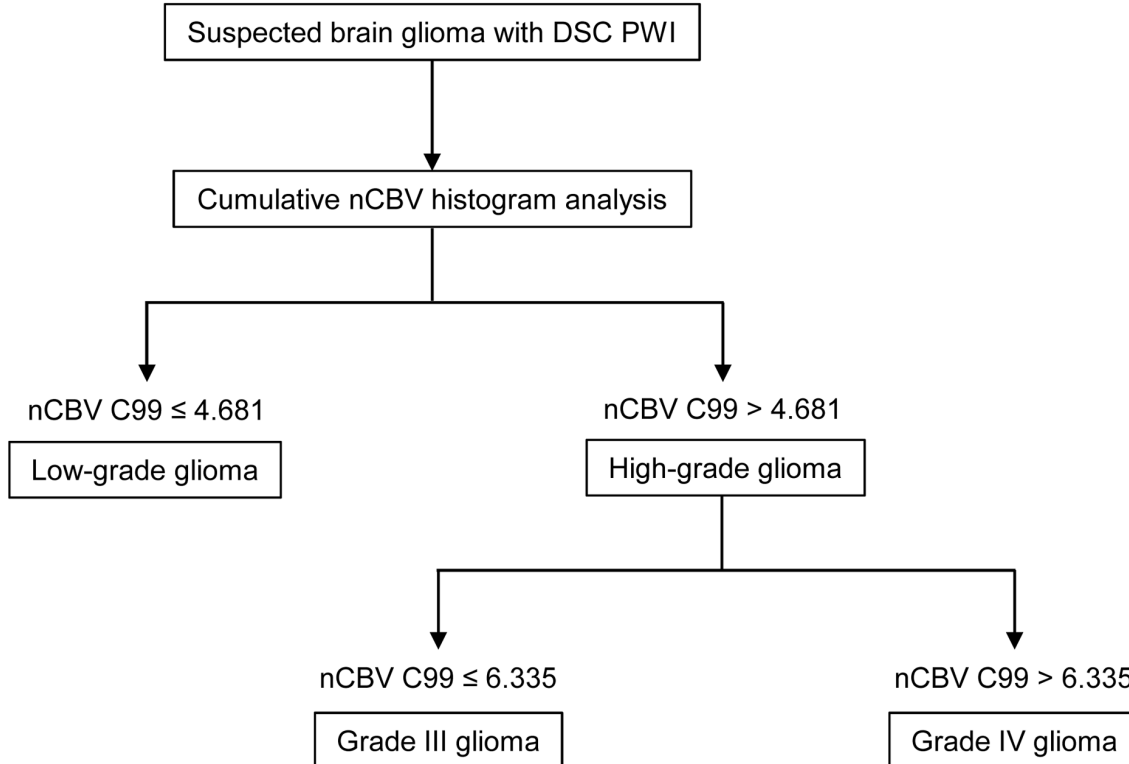 Suspected brain glioma with DSC PWI
Cumulative nCBV histogram analysis
nCBV C99 ≤ 4.681
nCBV C99 > 4.681
Low-grade glioma
High-grade glioma
nCBV C99 ≤ 6.335
nCBV C99 > 6.335
Grade III glioma
Grade IV glioma